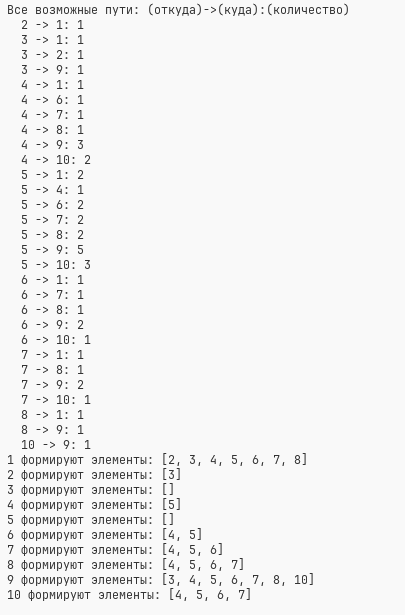 Все возможные пути: (откуда)->(куда):(количество)
2 -> 1: 1
3 -> 1: 1
3 -> 2: 1
3 -> 9: 1
4 -> 1: 1
4 -> 6: 1
4 -> 7: 1
4 -> 8: 1
4 -> 9: 3
4 -> 10: 2
5 -> 1: 2
5 -> 4: 1
5 -> 6: 2
5 -> 7: 2
5 -> 8: 2
5 -> 9: 5
5 -> 10: 3
6 -> 1: 1
6 -> 7: 1
6 -> 8: 1
6 -> 9: 2
6 -> 10: 1
7 -> 1: 1
7 -> 8: 1
7 -> 9: 2
7 -> 10: 1
8 -> 1: 1
8 -> 9: 1
10 -> 9: 1
1 формируют элементы: [2, 3, 4, 5, 6, 7, 8]
2 формируют элементы: [3]
3 формируют элементы: []
4 формируют элементы: [5]
5 формируют элементы: []
6 формируют элементы: [4, 5]
7 формируют элементы: [4, 5, 6]
8 формируют элементы: [4, 5, 6, 7]
9 формируют элементы: [3, 4, 5, 6, 7, 8, 10]
10 формируют элементы: [4, 5, 6, 7]